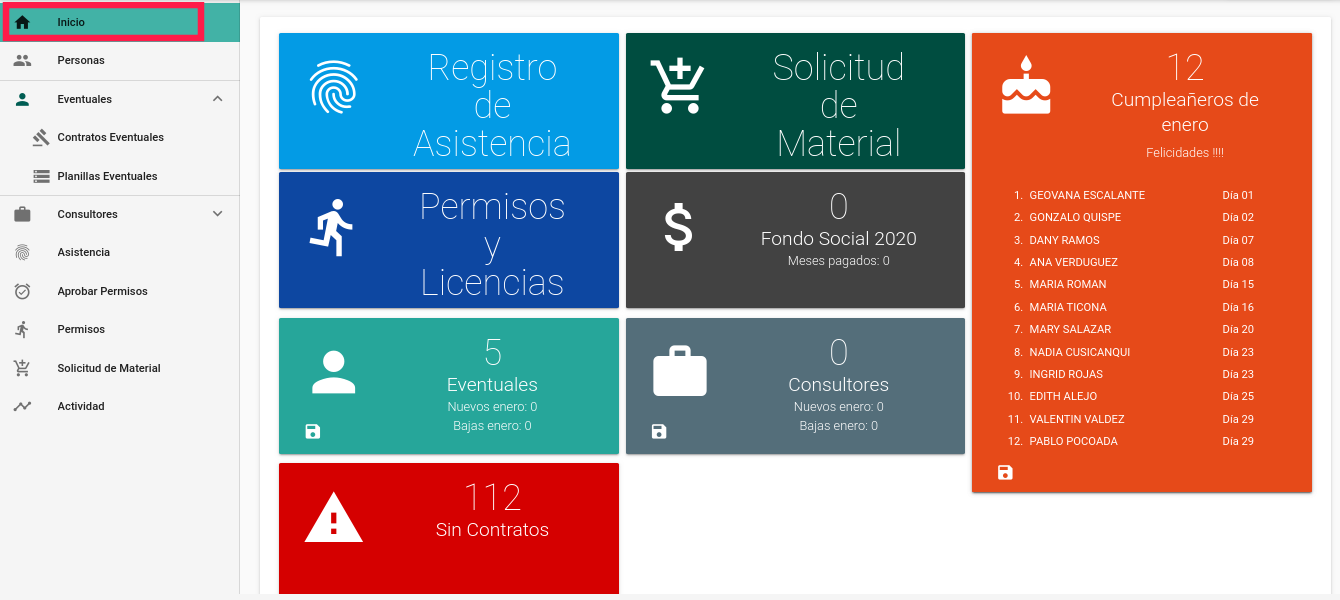 Inicio
Personas
Eventuales
Contratos Eventuales
Planillas Eventuales
Consultores
Asistencia
Aprobar Permisos
Permisos
Solicitud de Material
Actividad
Registro
de
Asistencia
Solicitud
de
Material
Permisos
y
Licencias
0
Fondo Social 2020
Meses pagados: 0
5
Eventuales
Nuevos enero: 0
Bajas enero: 0
0
Consultores
Nuevos enero: 0
Bajas enero: 0
112
Sin Contratos
12
Cumpleañeros de
enero
Felicidades !!!!
1. GEOVANA ESCALANTE Día 01
2. GONZALO QUISPE Día 02
3. DANY RAMOS Día 07
4. ANA VERDUGUEZ Día 08
5. MARIA ROMAN Día 15
6. MARIA TICONA Día 16
7. MARY SALAZAR Día 20
8. NADIA CUSICANQUI Día 23
9. INGRID ROJAS Día 23
10. EDITH ALEJO Día 25
11. VALENTIN VALDEZ Día 29
12. PABLO POCOADA Día 29